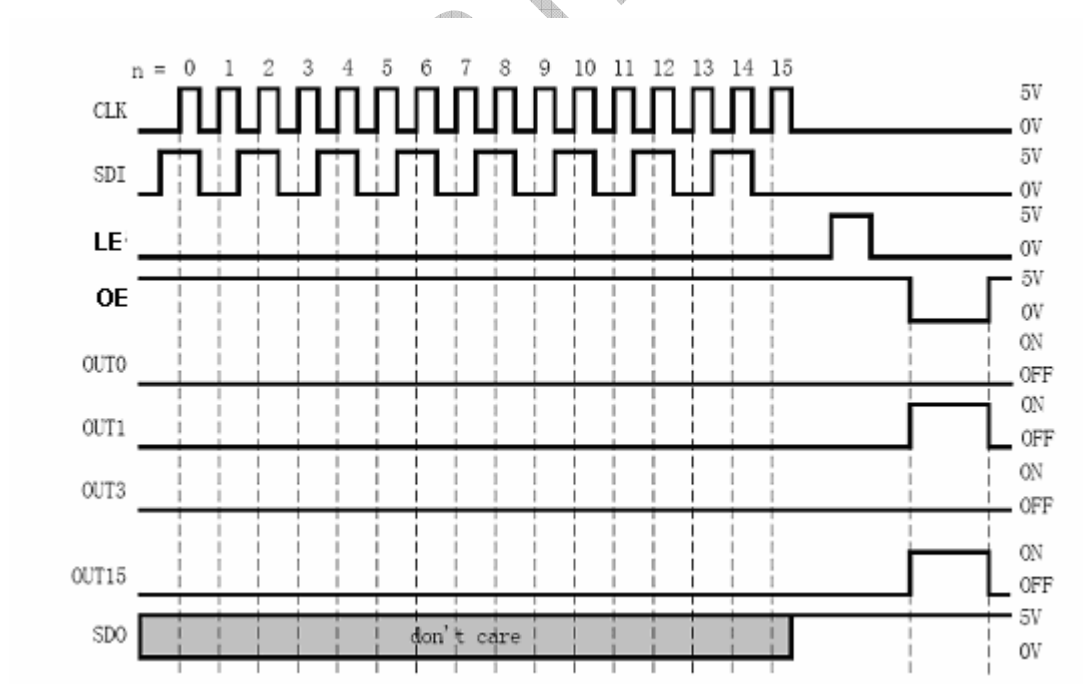 n = 0 1 2 3 4 5 6 7 8 9 10 11 12 13 14 15
CLK 5V
0V
SDI 5V
0V
LE 5V
0V
OE 5V
0V
OUT0 ON
OFF
OUT1 ON
OFF
OUT3 ON
OFF
OUT15 ON
OFF
SDO don't care 5V
0V